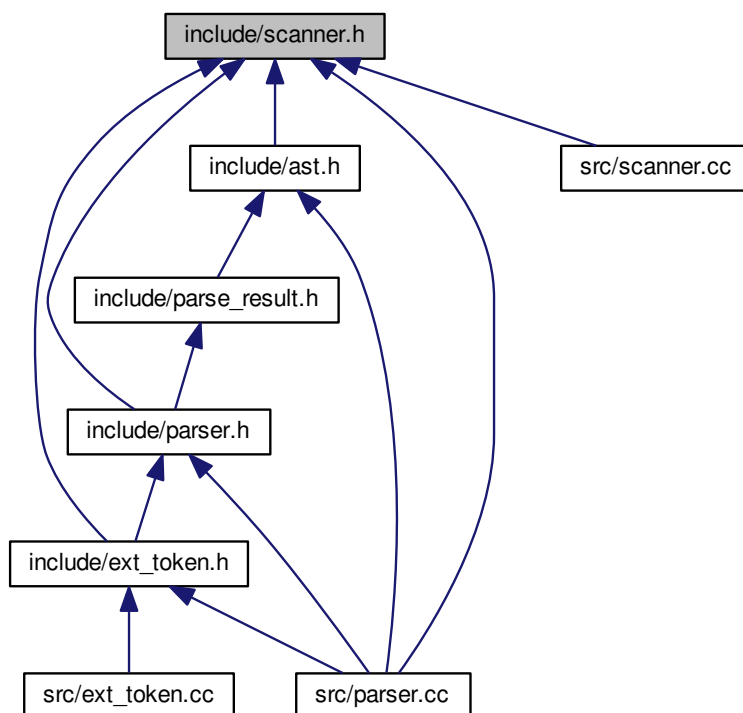 include/scanner.h
include/ast.h
src/scanner.cc
include/parse_result.h
include/parser.h
include/ext_token.h
src/ext_token.cc
src/parser.cc